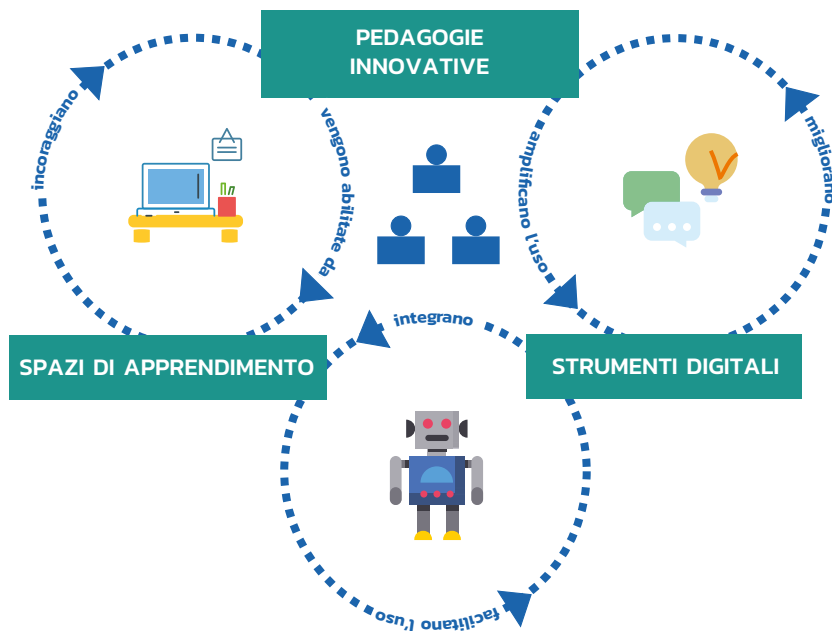 PEDAGOGIE
INNOVATIVE
incoraggiano
vengono abilitate da
amplificano l'uso
migliorano
integrano
SPAZI DI APPRENDIMENTO
STRUMENTI DIGITALI
facilitano l'uso